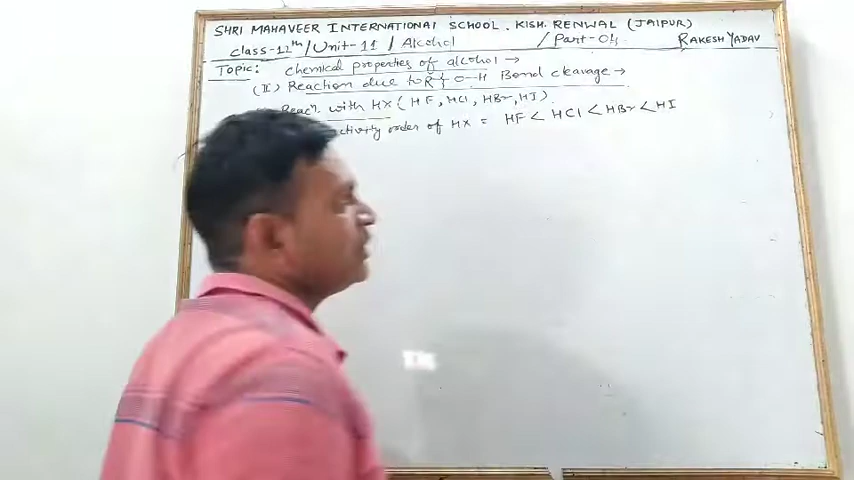 SHRI MAHAVEER INTERNATIONAL SCHOOL. KISH. RENWAL (JAIPUR)
class-12th/Unit-11 / Alcohol / Part-04. RAKESH YADAV
Topic: chemical properties of alcohol →
(II) Reaction due to R O-H Bond cleavage →
Reacn with HX (HF, HCl, HBr, HI).
order of HX = HF < HCl < HBr < HI